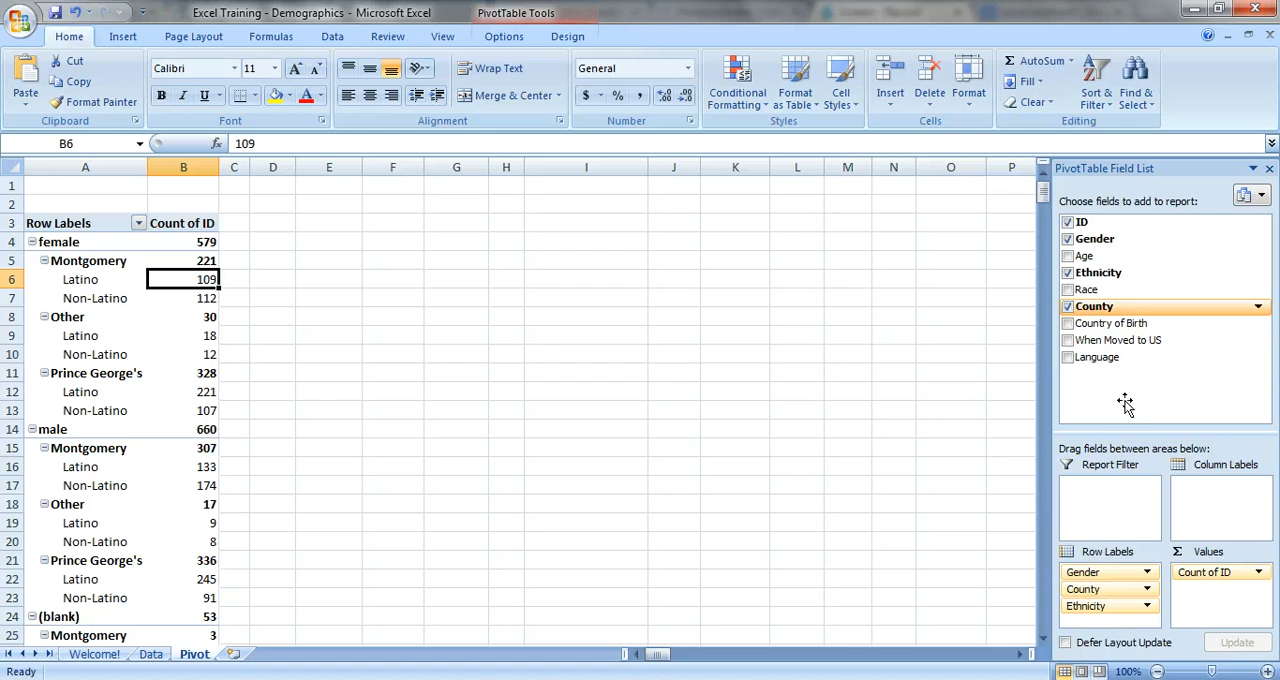 Excel Training - Demographics - Microsoft Excel
PivotTable Tools
Home Insert Page Layout Formulas Data Review View Options Design
Paste
Cut
Copy
Format Painter
Clipboard
Calibri 11
B I U
Font
Wrap Text
Merge & Center
Alignment
General
$ % ,
Number
Conditional Formatting
Format as Table
Cell Styles
Styles
Insert
Delete
Format
Cells
Σ AutoSum
Fill
Clear
Sort & Filter
Find & Select
Editing
B6 fx 109
A B C D E F G H I J K L M N O P
1
2
3 Row Labels Count of ID
4 female 579
5 Montgomery 221
6 Latino 109
7 Non-Latino 112
8 Other 30
9 Latino 18
10 Non-Latino 12
11 Prince George's 328
12 Latino 221
13 Non-Latino 107
14 male 660
15 Montgomery 307
16 Latino 133
17 Non-Latino 174
18 Other 17
19 Latino 9
20 Non-Latino 8
21 Prince George's 336
22 Latino 245
23 Non-Latino 91
24 (blank) 53
25 Montgomery 3
PivotTable Field List
Choose fields to add to report:
ID
Gender
Age
Ethnicity
Race
County
Country of Birth
When Moved to US
Language
Drag fields between areas below:
Report Filter
Column Labels
Row Labels
Σ Values
Gender
County
Ethnicity
Count of ID
Defer Layout Update
Update
Welcome! Data Pivot
Ready
100%